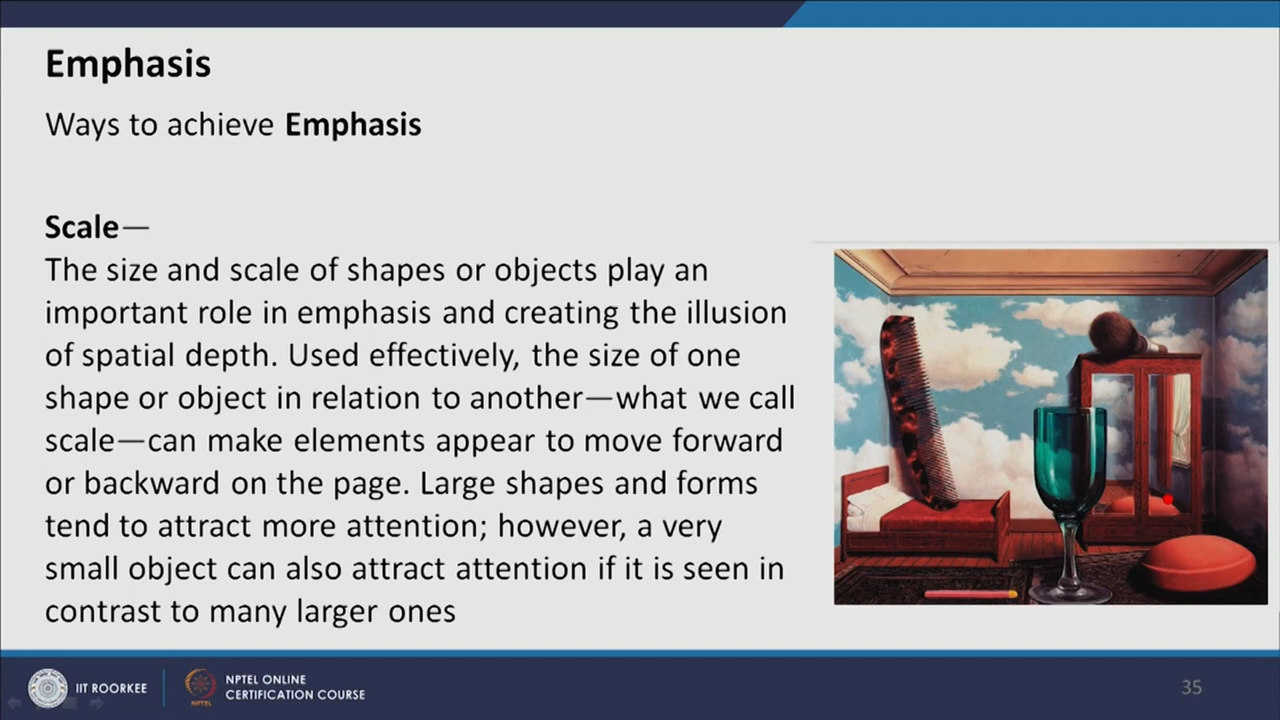 Emphasis
Ways to achieve Emphasis
Scale—
The size and scale of shapes or objects play an
important role in emphasis and creating the illusion
of spatial depth. Used effectively, the size of one
shape or object in relation to another—what we call
scale—can make elements appear to move forward
or backward on the page. Large shapes and forms
tend to attract more attention; however, a very
small object can also attract attention if it is seen in
contrast to many larger ones
IIT ROORKEE
NPTEL
NPTEL ONLINE
CERTIFICATION COURSE
35